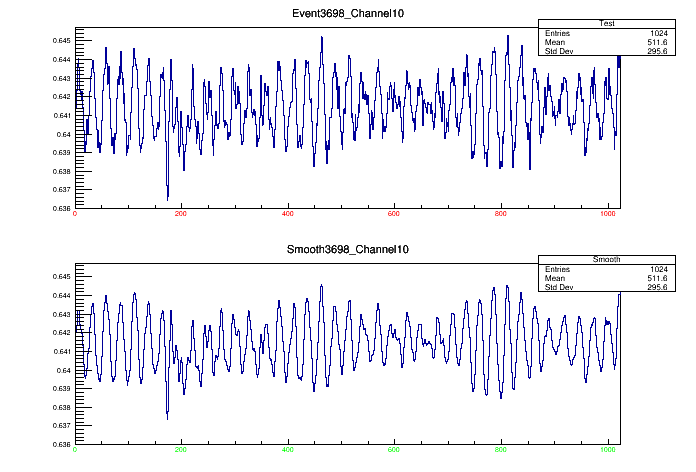 Event3698_Channel10
Test
Entries 1024
Mean 511.6
Std Dev 295.6
0.645
0.644
0.643
0.642
0.641
0.64
0.639
0.638
0.637
0.636
0 200 400 600 800 1000
Smooth3698_Channel10
Smooth
Entries 1024
Mean 511.6
Std Dev 295.6
0.645
0.644
0.643
0.642
0.641
0.64
0.639
0.638
0.637
0.636
0 200 400 600 800 1000